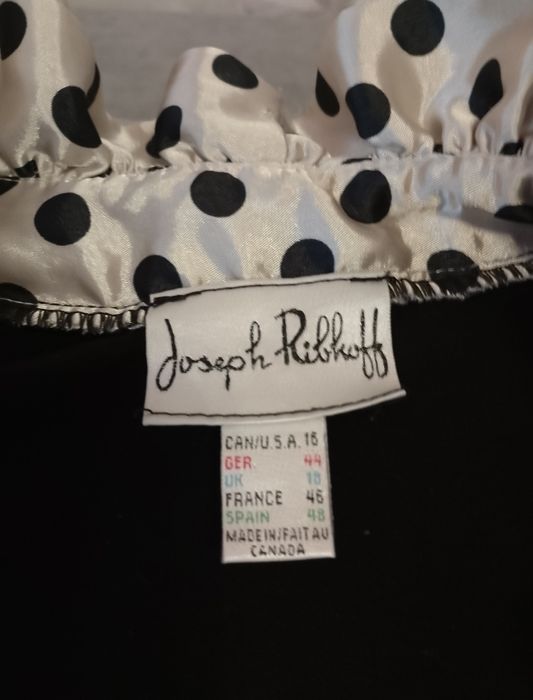 Joseph Ribkoff
CAN/U.S.A. 16
GER. 44
UK 18
FRANCE 46
SPAIN 48
MADE IN/FAIT AU
CANADA